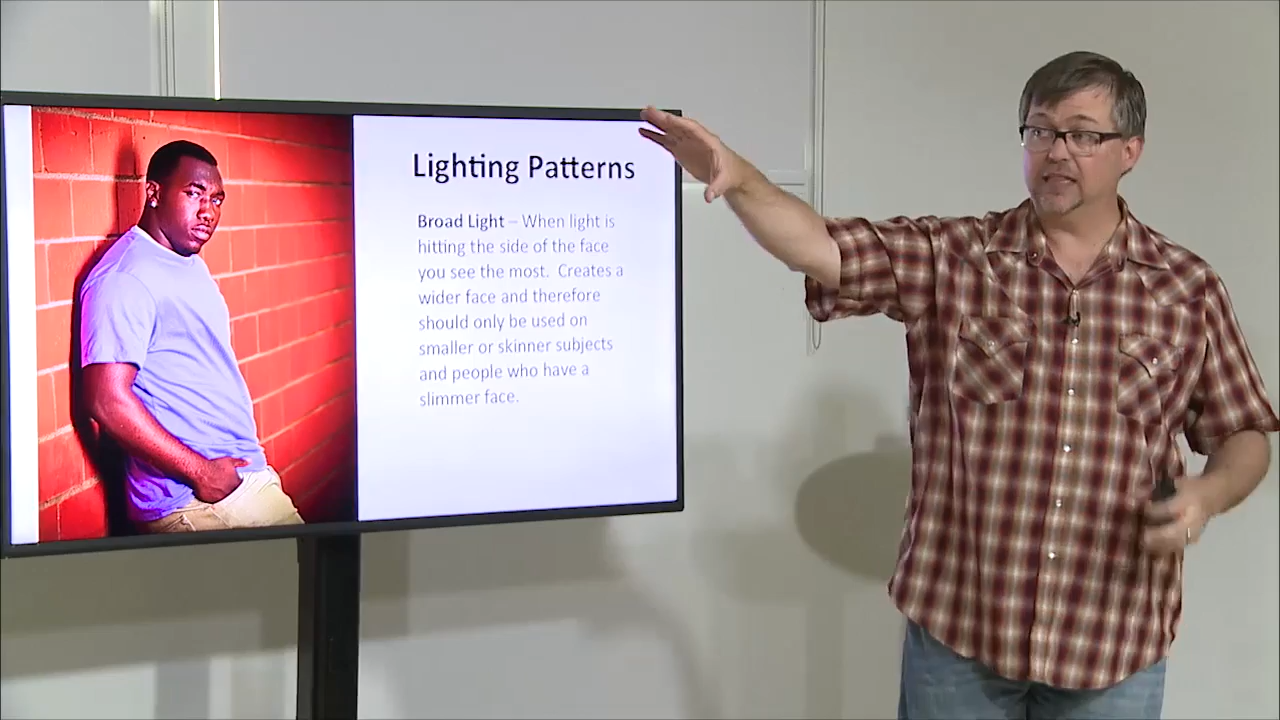 Lighting Patterns
Broad Light – When light is
hitting the side of the face
you see the most.  Creates a
wider face and therefore
should only be used on
smaller or skinner subjects
and people who have a
slimmer face.